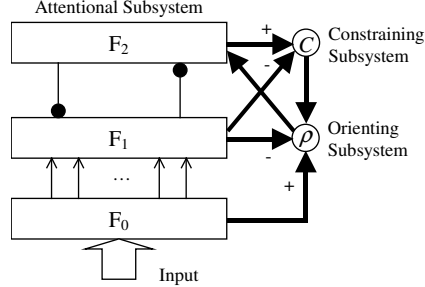 Attentional Subsystem
F2
+
C
Constraining
Subsystem
-
F1
ρ
Orienting
Subsystem
-
...
+
F0
Input